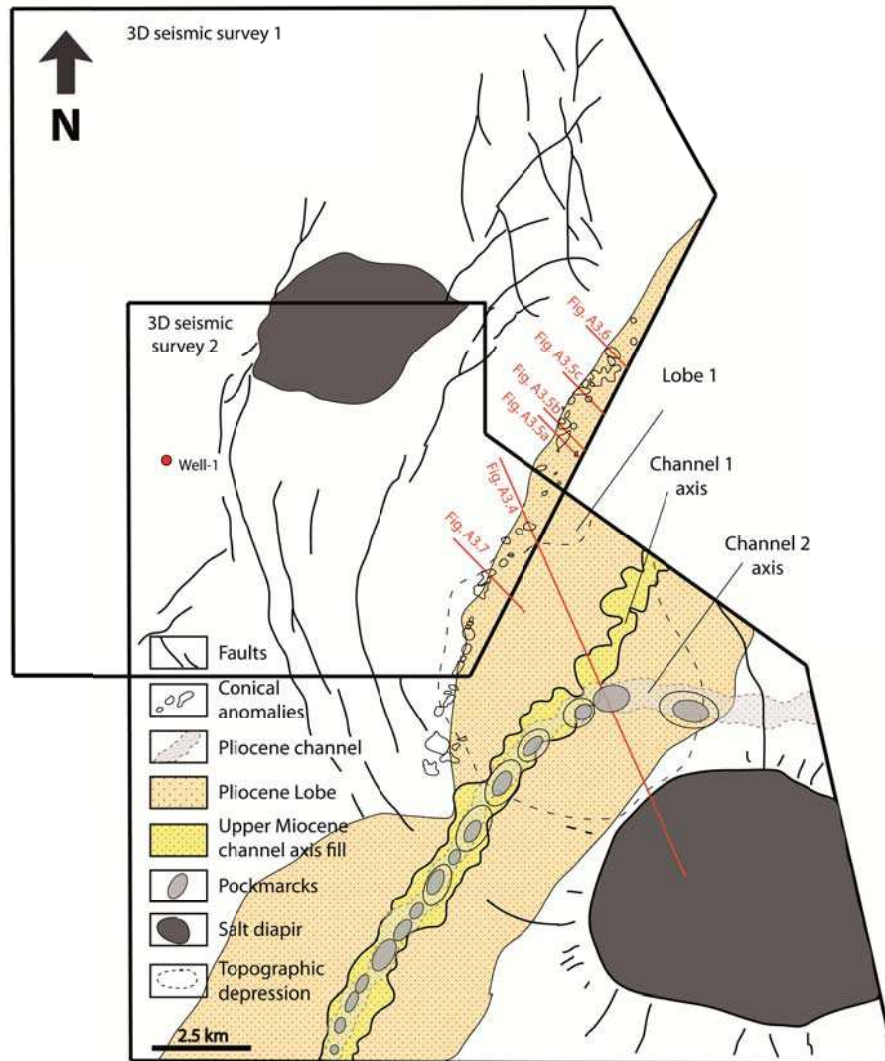 3D seismic survey 1
N
3D seismic
survey 2
Well-1
Fig. A3.6
Fig. A3.5c
Fig. A3.5b
Fig. A3.5a
Fig. A3.4
Fig. A3.7
Lobe 1
Channel 1
axis
Channel 2
axis
Faults
Conical
anomalies
Pliocene channel
Pliocene Lobe
Upper Miocene
channel axis fill
Pockmarcks
Salt diapir
Topographic
depression
2.5 km